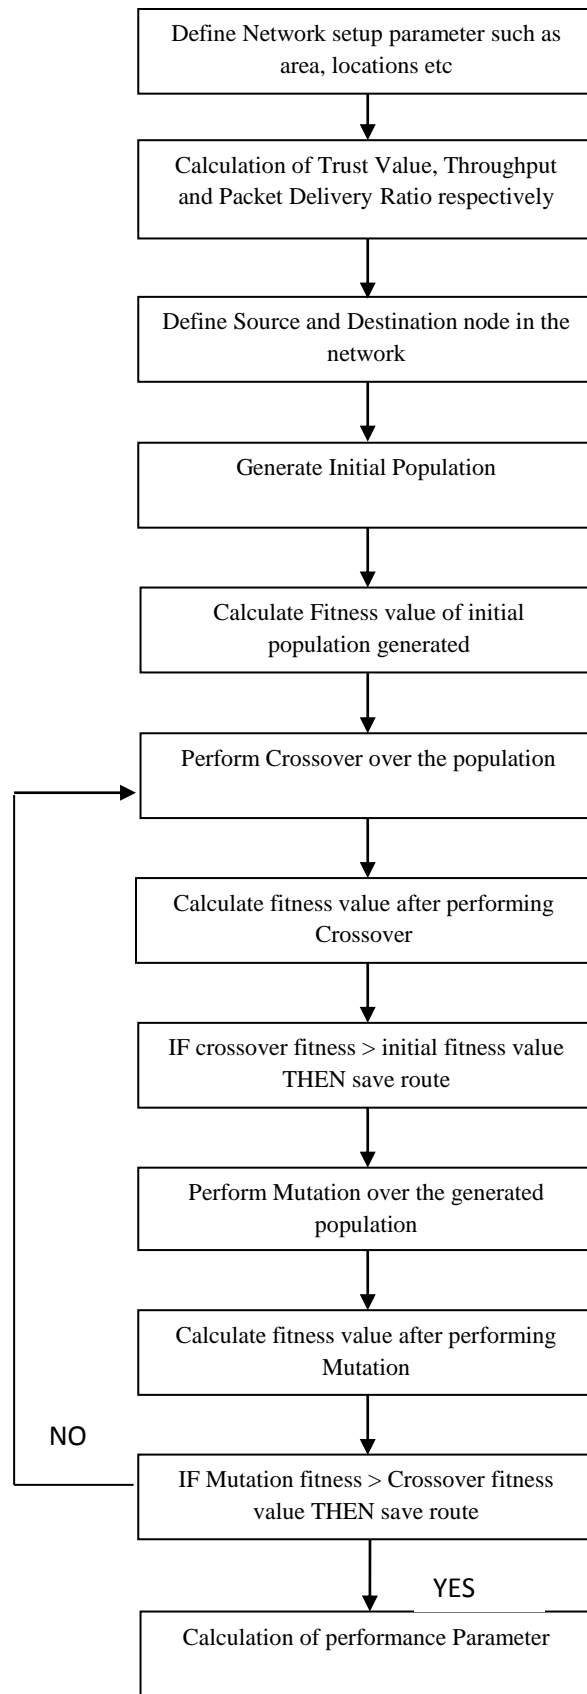 Define Network setup parameter such as
area, locations etc
Calculation of Trust Value, Throughput
and Packet Delivery Ratio respectively
Define Source and Destination node in the
network
Generate Initial Population
Calculate Fitness value of initial
population generated
Perform Crossover over the population
Calculate fitness value after performing
Crossover
IF crossover fitness > initial fitness value
THEN save route
Perform Mutation over the generated
population
Calculate fitness value after performing
Mutation
NO
IF Mutation fitness > Crossover fitness
value THEN save route
YES
Calculation of performance Parameter